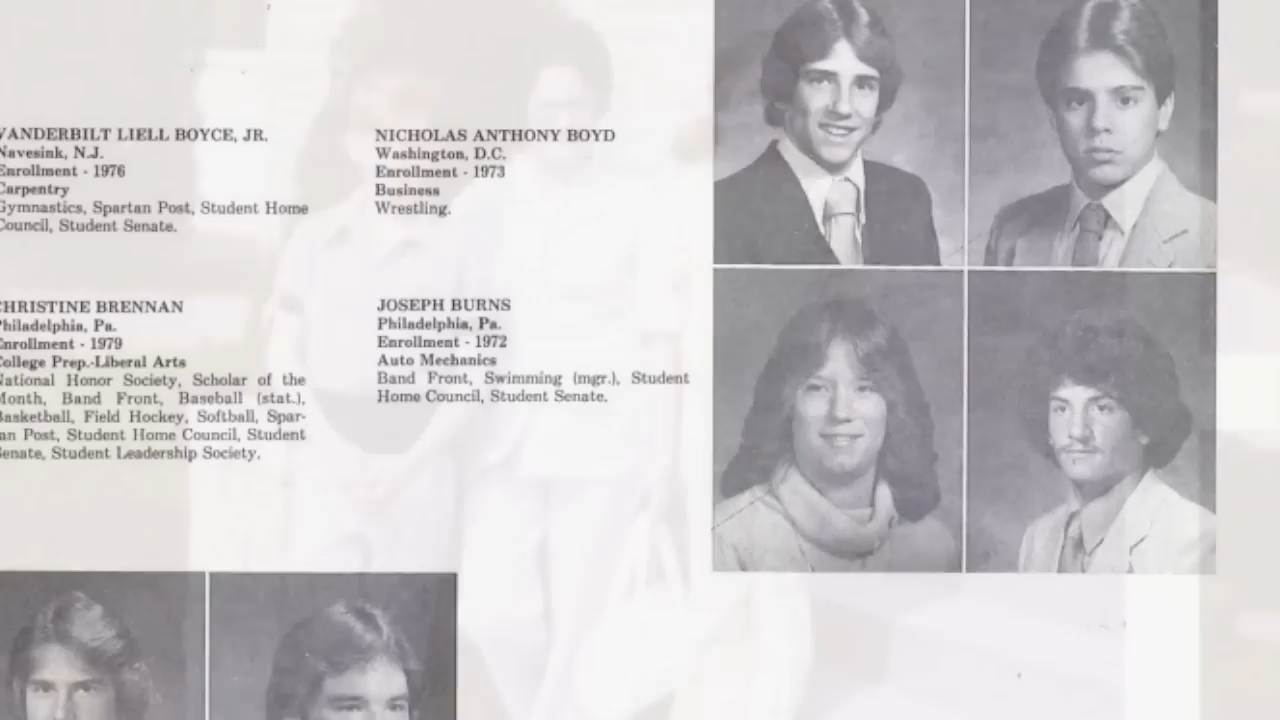 VANDERBILT LIELL BOYCE, JR.
Navesink, N.J.
Enrollment - 1976
Carpentry
Gymnastics, Spartan Post, Student Home
Council, Student Senate.
NICHOLAS ANTHONY BOYD
Washington, D.C.
Enrollment - 1973
Business
Wrestling.
CHRISTINE BRENNAN
Philadelphia, Pa.
Enrollment - 1979
College Prep.-Liberal Arts
National Honor Society, Scholar of the
Month, Band Front, Baseball (stat.),
Basketball, Field Hockey, Softball, Spar-
tan Post, Student Home Council, Student
Senate, Student Leadership Society.
JOSEPH BURNS
Philadelphia, Pa.
Enrollment - 1972
Auto Mechanics
Band Front, Swimming (mgr.), Student
Home Council, Student Senate.